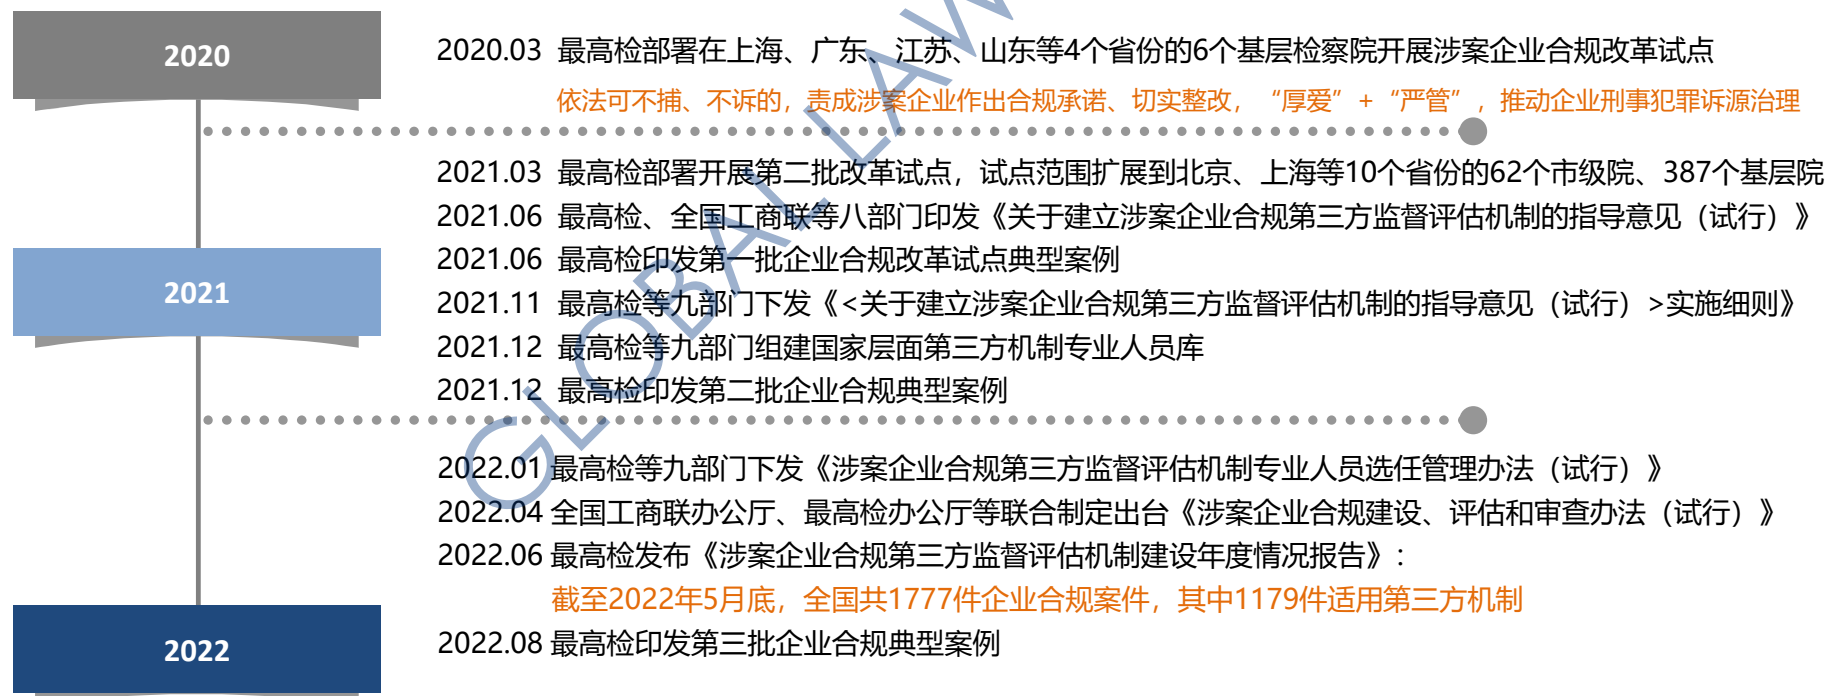 2020
2020.03 最高检部署在上海、广东、江苏、山东等4个省份的6个基层检察院开展涉案企业合规改革试点
依法可不捕、不诉的，责成涉案企业作出合规承诺、切实整改，“厚爱”+“严管”，推动企业刑事犯罪诉源治理
2021.03 最高检部署开展第二批改革试点，试点范围扩展到北京、上海等10个省份的62个市级院、387个基层院
2021.06 最高检、全国工商联等八部门印发《关于建立涉案企业合规第三方监督评估机制的指导意见（试行）》
2021.06 最高检印发第一批企业合规改革试点典型案例
2021
2021.11 最高检等九部门下发《<关于建立涉案企业合规第三方监督评估机制的指导意见（试行）>实施细则》
2021.12 最高检等九部门组建国家层面第三方机制专业人员库
2021.12 最高检印发第二批企业合规典型案例
2022.01 最高检等九部门下发《涉案企业合规第三方监督评估机制专业人员选任管理办法（试行）》
2022.04 全国工商联办公厅、最高检办公厅等联合制定出台《涉案企业合规建设、评估和审查办法（试行）》
2022.06 最高检发布《涉案企业合规第三方监督评估机制建设年度情况报告》：
截至2022年5月底，全国共1777件企业合规案件，其中1179件适用第三方机制
2022
2022.08 最高检印发第三批企业合规典型案例
GLOBAL LAW